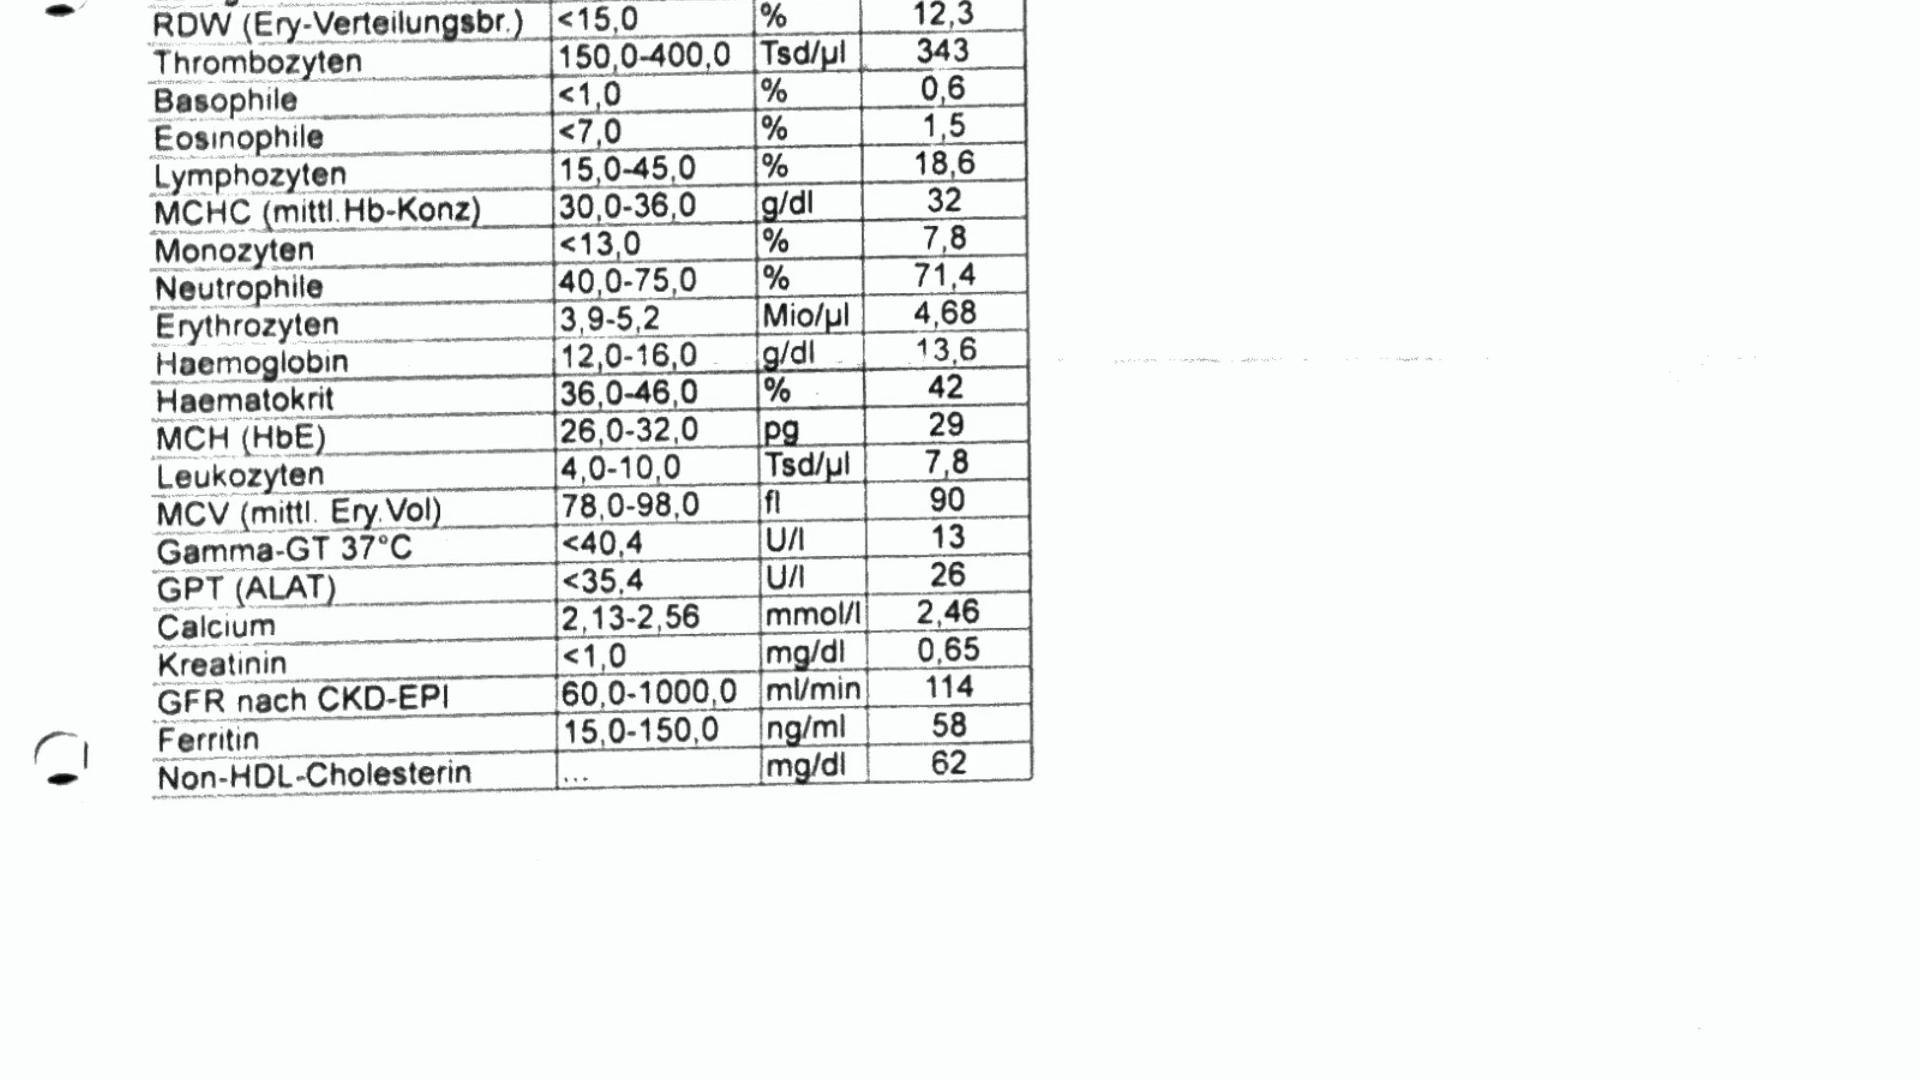 RDW (Ery-Verteilungsbr.) <15,0 % 12,3
Thrombozyten 150,0-400,0 Tsd/µl 343
Basophile <1,0 % 0,6
Eosinophile <7,0 % 1,5
Lymphozyten 15,0-45,0 % 18,6
MCHC (mittl.Hb-Konz) 30,0-36,0 g/dl 32
Monozyten <13,0 % 7,8
Neutrophile 40,0-75,0 % 71,4
Erythrozyten 3,9-5,2 Mio/µl 4,68
Haemoglobin 12,0-16,0 g/dl 13,6
Haematokrit 36,0-46,0 % 42
MCH (HbE) 26,0-32,0 pg 29
Leukozyten 4,0-10,0 Tsd/µl 7,8
MCV (mittl. Ery.Vol) 78,0-98,0 fl 90
Gamma-GT 37°C <40,4 U/l 13
GPT (ALAT) <35,4 U/l 26
Calcium 2,13-2,56 mmol/l 2,46
Kreatinin <1,0 mg/dl 0,65
GFR nach CKD-EPI 60,0-1000,0 ml/min 114
Ferritin 15,0-150,0 ng/ml 58
Non-HDL-Cholesterin ... mg/dl 62